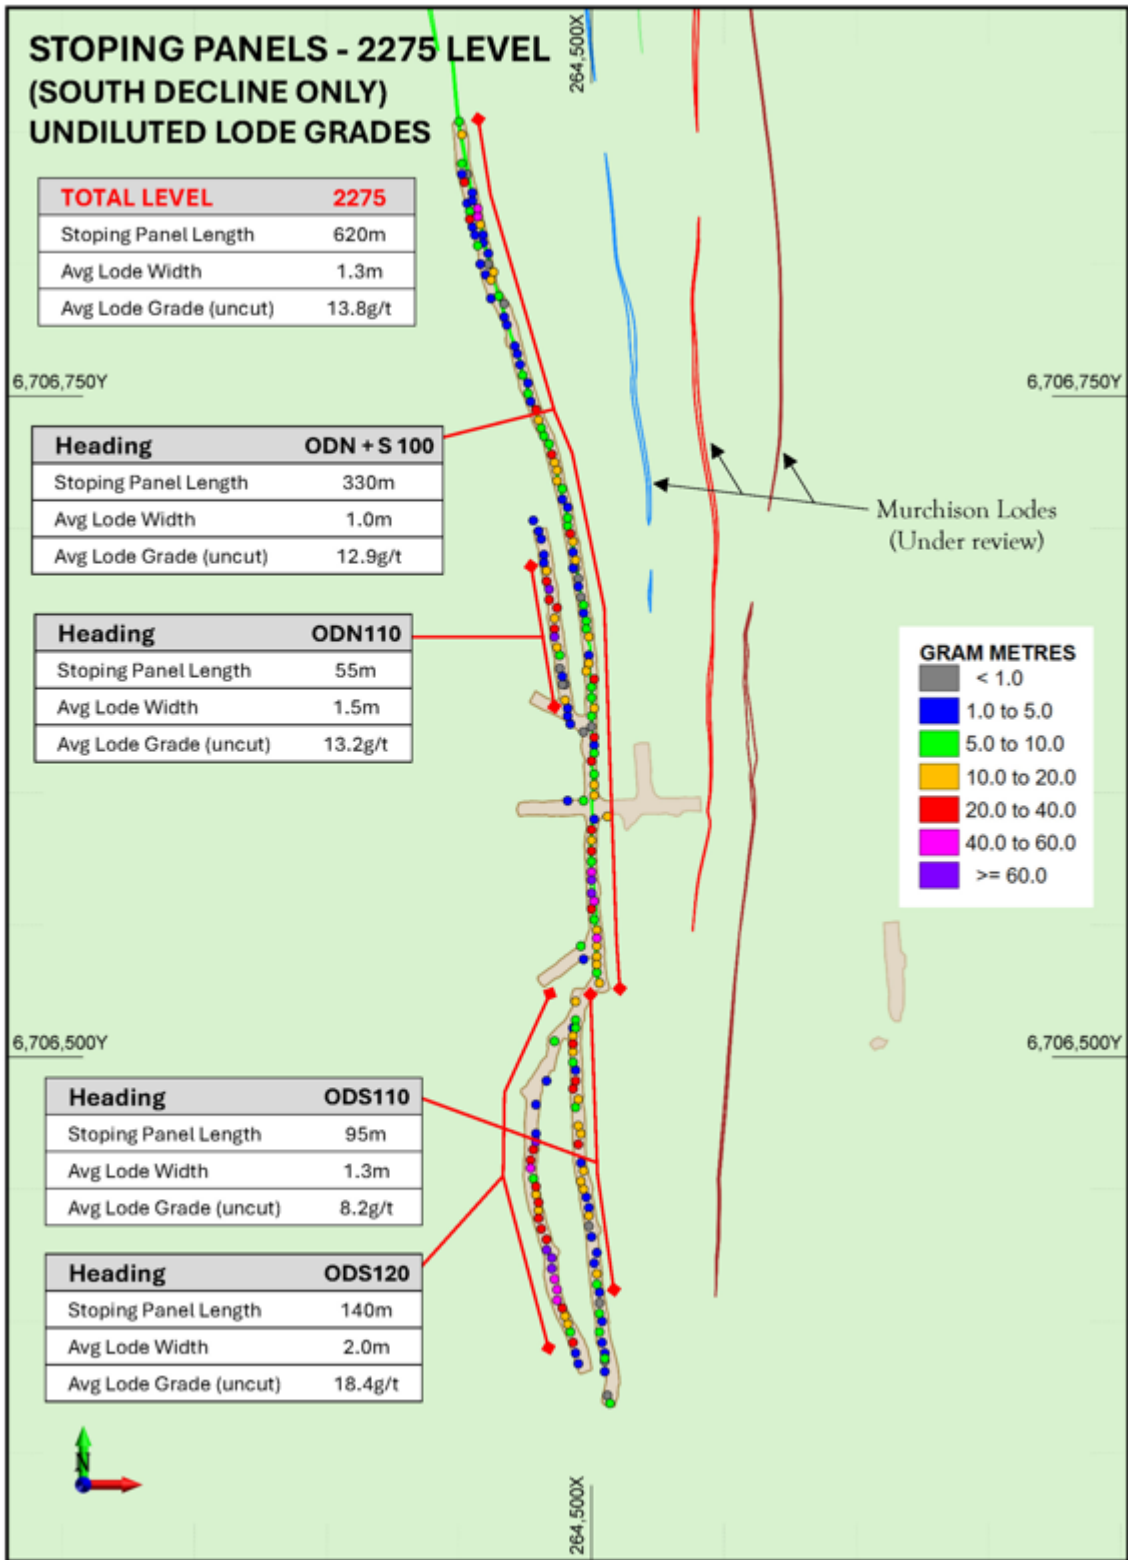 STOPING PANELS - 2275 LEVEL
(SOUTH DECLINE ONLY)
UNDILUTED LODE GRADES
264,500X
TOTAL LEVEL 2275
Stoping Panel Length 620m
Avg Lode Width 1.3m
Avg Lode Grade (uncut) 13.8g/t
6,706,750Y
6,706,750Y
Heading ODN + S 100
Stoping Panel Length 330m
Avg Lode Width 1.0m
Avg Lode Grade (uncut) 12.9g/t
Murchison Lodes
(Under review)
Heading ODN110
Stoping Panel Length 55m
Avg Lode Width 1.5m
Avg Lode Grade (uncut) 13.2g/t
GRAM METRES
< 1.0
1.0 to 5.0
5.0 to 10.0
10.0 to 20.0
20.0 to 40.0
40.0 to 60.0
>= 60.0
6,706,500Y
6,706,500Y
Heading ODS110
Stoping Panel Length 95m
Avg Lode Width 1.3m
Avg Lode Grade (uncut) 8.2g/t
Heading ODS120
Stoping Panel Length 140m
Avg Lode Width 2.0m
Avg Lode Grade (uncut) 18.4g/t
N
264,500X